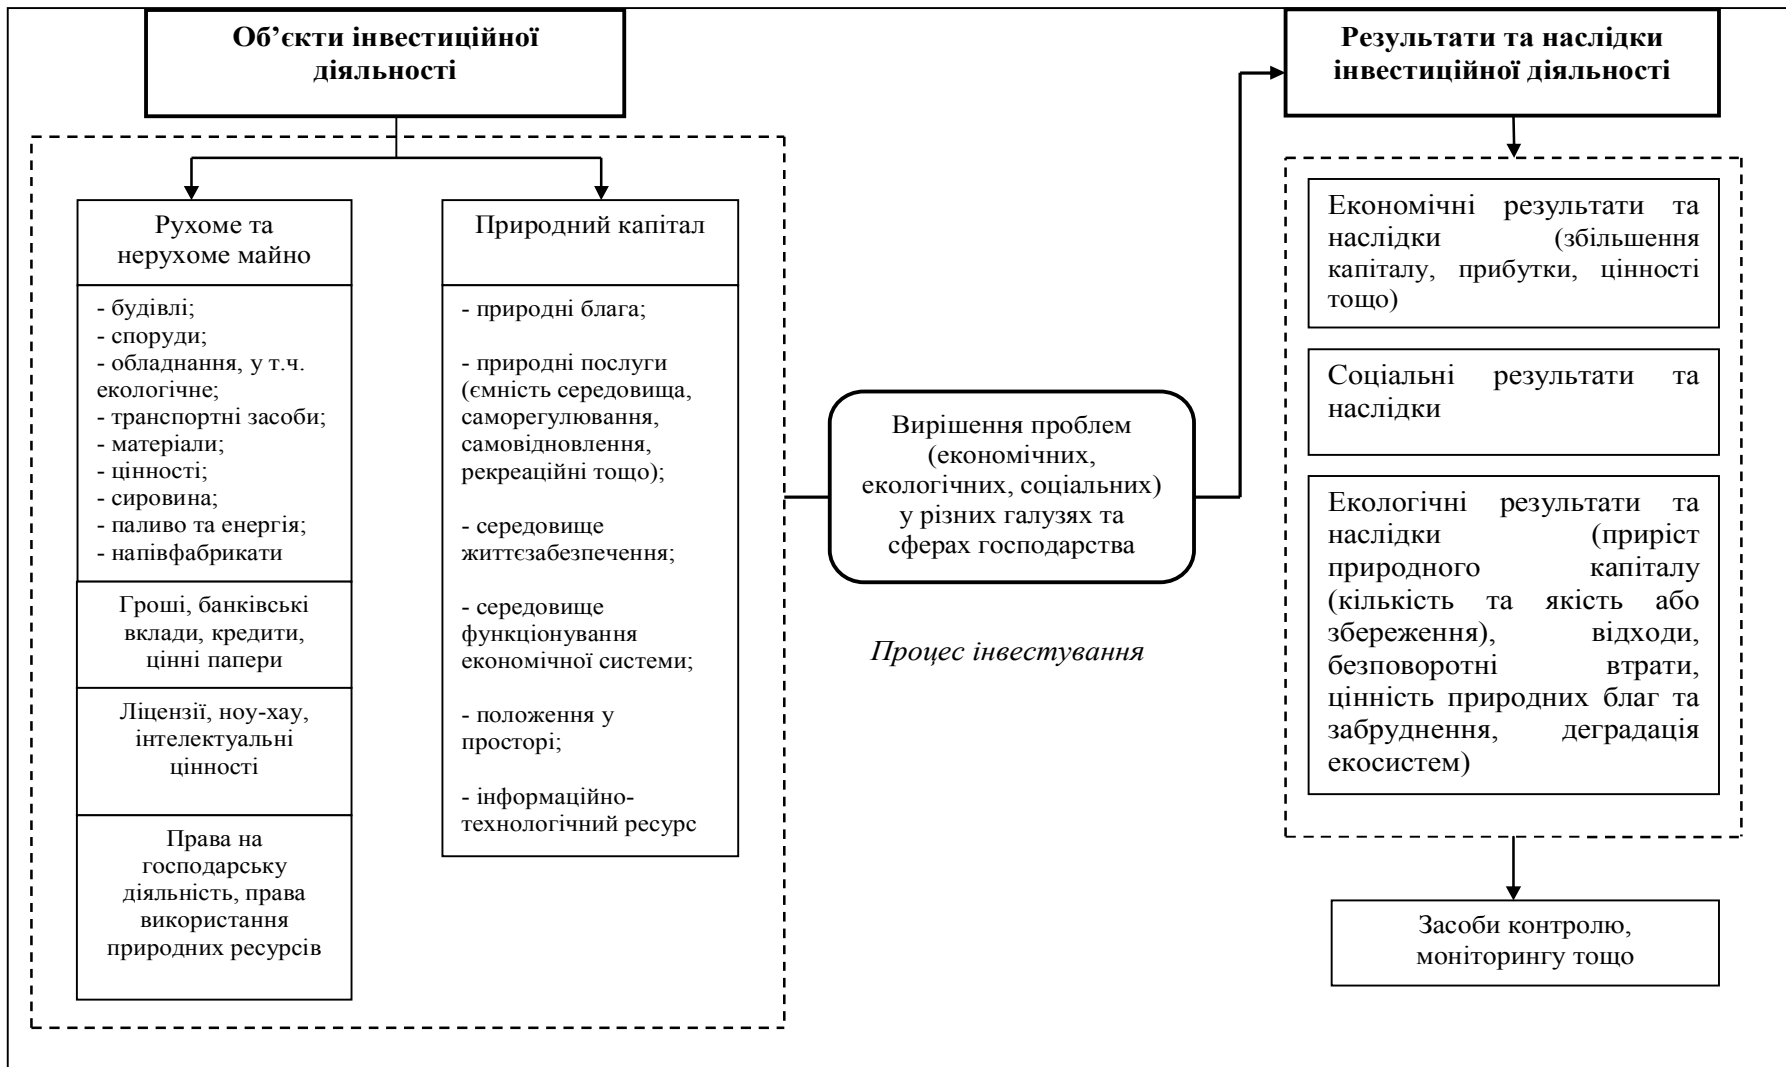 Об’єкти інвестиційної
діяльності
Рухоме та
нерухоме майно
- будівлі;
- споруди;
- обладнання, у т.ч.
екологічне;
- транспортні засоби;
- матеріали;
- цінності;
- сировина;
- паливо та енергія;
- напівфабрикати
Гроші, банківські
вклади, кредити,
цінні папери
Ліцензії, ноу-хау,
інтелектуальні
цінності
Права на
господарську
діяльність, права
використання
природних ресурсів
Природний капітал
- природні блага;
- природні послуги
(ємність середовища,
саморегулювання,
самовідновлення,
рекреаційні тощо);
- середовище
життєзабезпечення;
- середовище
функціонування
економічної системи;
- положення у
просторі;
- інформаційно-
технологічний ресурс
Вирішення проблем
(економічних,
екологічних, соціальних)
у різних галузях та
сферах господарства
Процес інвестування
Результати та наслідки
інвестиційної діяльності
Економічні результати та
наслідки (збільшення
капіталу, прибутки, цінності
тощо)
Соціальні результати та
наслідки
Екологічні результати та
наслідки (приріст
природного капіталу
(кількість та якість або
збереження), відходи,
безповоротні втрати,
цінність природних благ та
забруднення, деградація
екосистем)
Засоби контролю,
моніторингу тощо